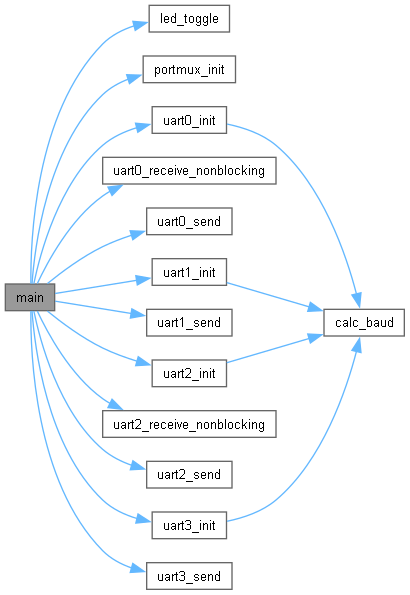 led_toggle
portmux_init
uart0_init
uart0_receive_nonblocking
uart0_send
main
uart1_init
uart1_send
calc_baud
uart2_init
uart2_receive_nonblocking
uart2_send
uart3_init
uart3_send